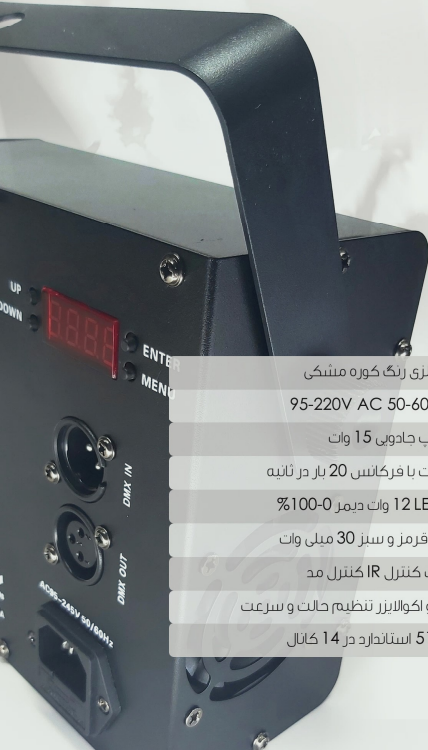 UP
DOWN
ENTER
MENU
DMX IN
DMX OUT
AC95-245V 50/60Hz
زی رنگ کوره مشکی
95-220V AC 50-60
پ جادویی 15 وات
ت با فرکانس 20 بار در ثانیه
LE 12 وات دیمر 0-100%
قرمز و سبز 30 میلی وات
کنترل IR کنترل مد
و اکوالایزر تنظیم حالت و سرعت
51 استاندارد در 14 کانال